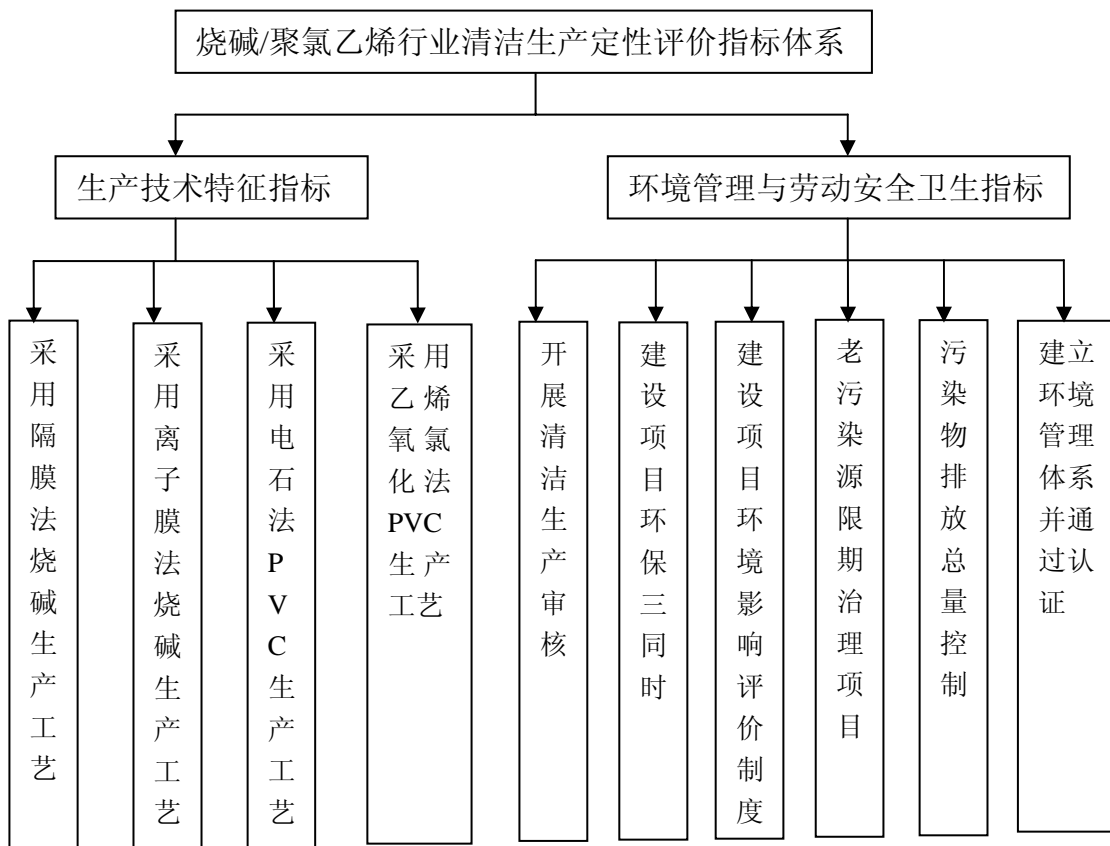 烧碱/聚氯乙烯行业清洁生产定性评价指标体系
生产技术特征指标
环境管理与劳动安全卫生指标
采用隔膜法烧碱生产工艺
采用离子膜法烧碱生产工艺
采用电石法PVC生产工艺
采用
乙烯
氧氯
化法
PVC
生产
工艺
开展清洁生产审核
建设项目环保三同时
建设项目环境影响评价制度
老污染源限期治理项目
污染物排放总量控制
建立
环境
管理
体系
并通
过认
证